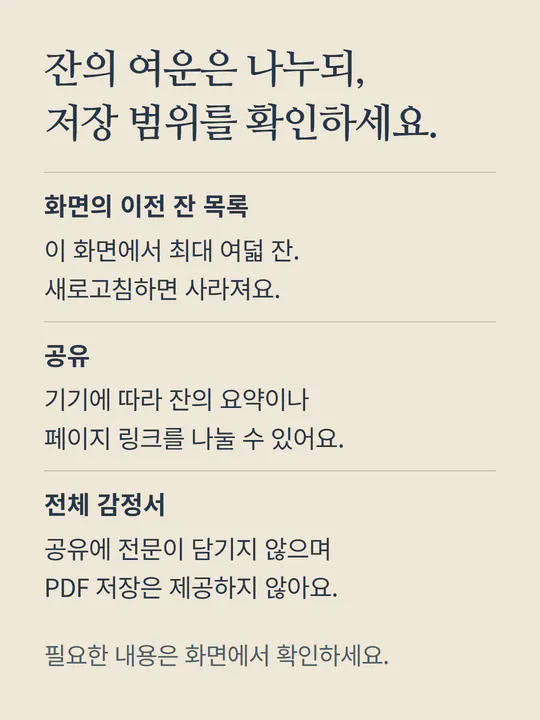 잔의 여운은 나누되,
저장 범위를 확인하세요.
화면의 이전 잔 목록
이 화면에서 최대 여덟 잔.
새로고침하면 사라져요.
공유
기기에 따라 잔의 요약이나
페이지 링크를 나눌 수 있어요.
전체 감정서
공유에 전문이 담기지 않으며
PDF 저장은 제공하지 않아요.
필요한 내용은 화면에서 확인하세요.